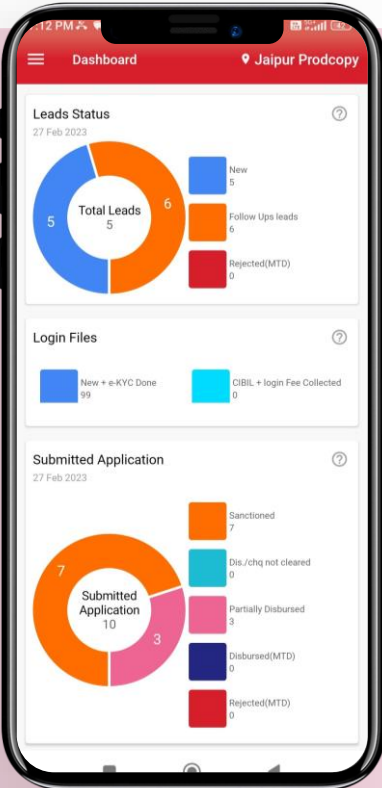 :12 PM
Dashboard Jaipur Prodcopy
Leads Status
27 Feb 2023
5
6
Total Leads
5
New
5
Follow Ups leads
6
Rejected(MTD)
0
Login Files
New + e-KYC Done
99
CIBIL + login Fee Collected
0
Submitted Application
27 Feb 2023
7
3
Submitted
Application
10
Sanctioned
7
Dis./chq not cleared
0
Partially Disbursed
3
Disbursed(MTD)
0
Rejected(MTD)
0